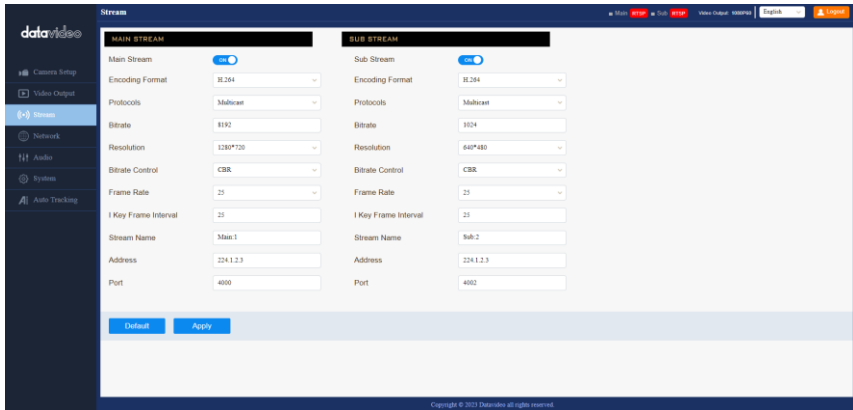 datavideo
Stream
Main RTSP Sub RTSP Video Output 1080P60 English Logout
Camera Setup
Video Output
Stream
Network
Audio
System
Auto Tracking
MAIN STREAM
Main Stream ON
Encoding Format H.264
Protocols Multicast
Bitrate 8192
Resolution 1280*720
Bitrate Control CBR
Frame Rate 25
I Key Frame Interval 25
Stream Name Main:1
Address 224.1.2.3
Port 4000
SUB STREAM
Sub Stream ON
Encoding Format H.264
Protocols Multicast
Bitrate 1024
Resolution 640*480
Bitrate Control CBR
Frame Rate 25
I Key Frame Interval 25
Stream Name Sub:2
Address 224.1.2.3
Port 4002
Default Apply
Copyright © 2023 Datavideo all rights reserved.